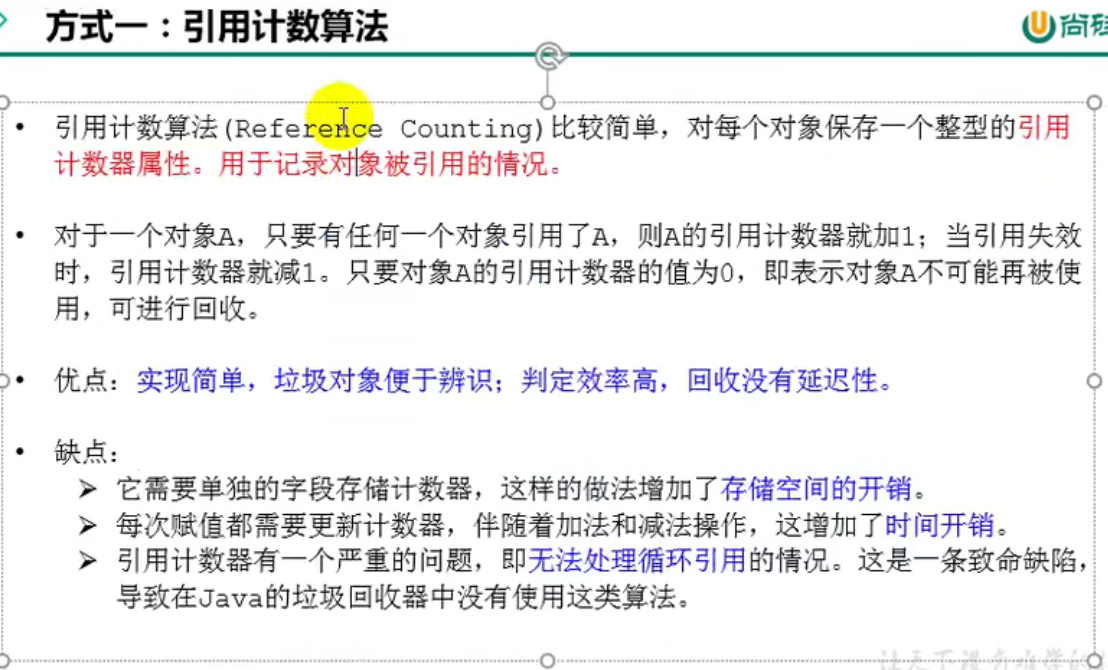 方式一：引用计数算法
尚硅
• 引用计数算法(Reference Counting)比较简单，对每个对象保存一个整型的引用
计数器属性。用于记录对象被引用的情况。
• 对于一个对象A，只要有任何一个对象引用了A，则A的引用计数器就加1；当引用失效
时，引用计数器就减1。只要对象A的引用计数器的值为0，即表示对象A不可能再被使
用，可进行回收。
• 优点：实现简单，垃圾对象便于辨识；判定效率高，回收没有延迟性。
• 缺点：
➢ 它需要单独的字段存储计数器，这样的做法增加了存储空间的开销。
➢ 每次赋值都需要更新计数器，伴随着加法和减法操作，这增加了时间开销。
➢ 引用计数器有一个严重的问题，即无法处理循环引用的情况。这是一条致命缺陷，
导致在Java的垃圾回收器中没有使用这类算法。